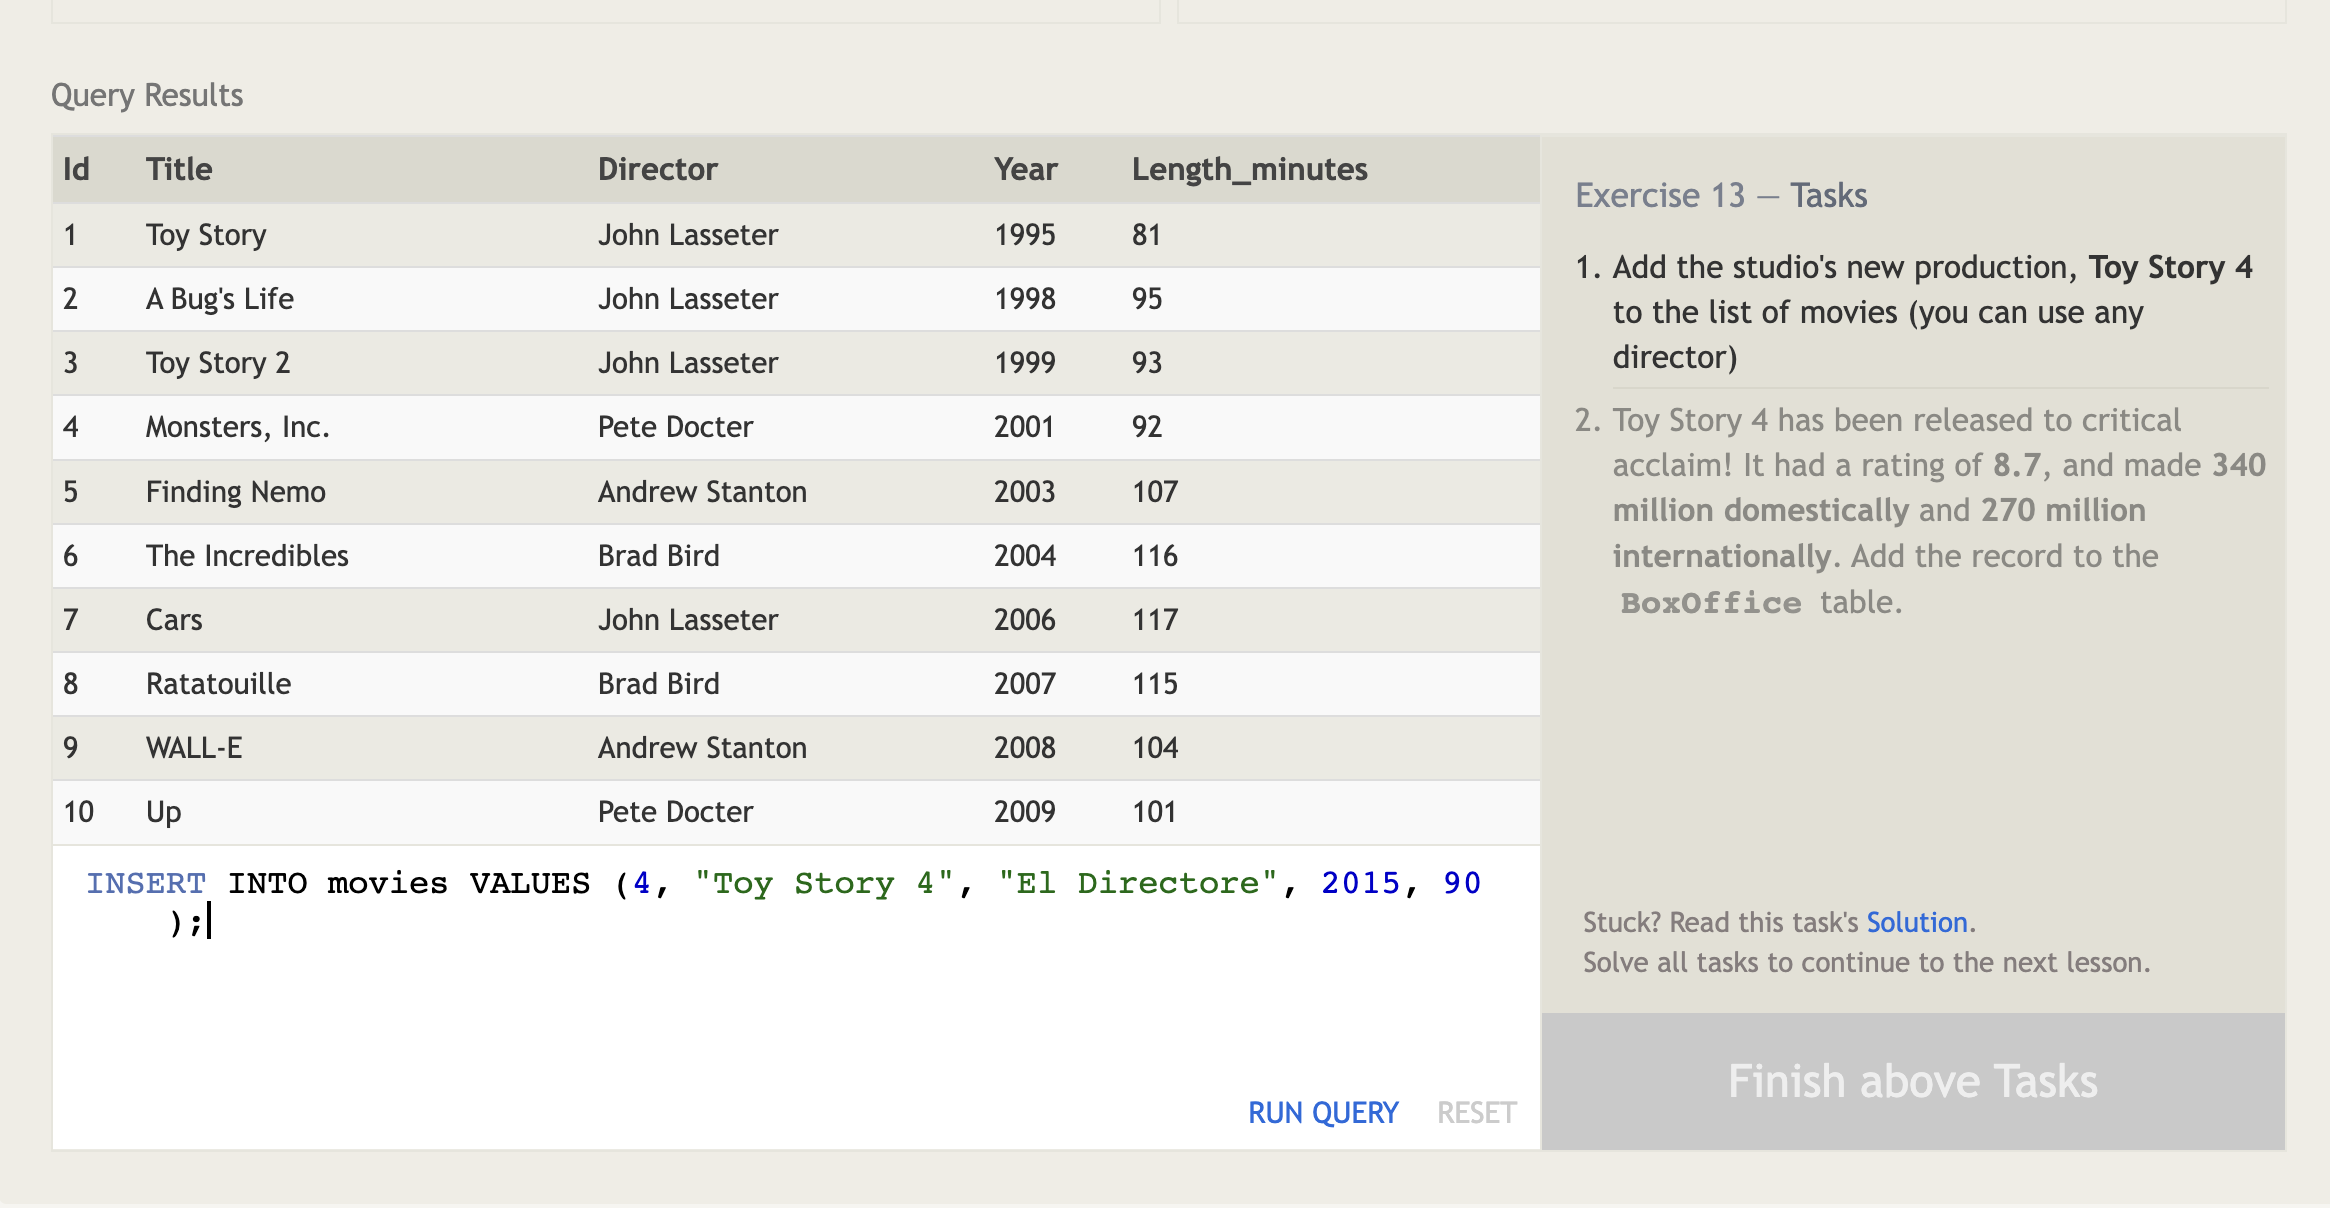 Query Results
Id Title Director Year Length_minutes
1 Toy Story John Lasseter 1995 81
2 A Bug's Life John Lasseter 1998 95
3 Toy Story 2 John Lasseter 1999 93
4 Monsters, Inc. Pete Docter 2001 92
5 Finding Nemo Andrew Stanton 2003 107
6 The Incredibles Brad Bird 2004 116
7 Cars John Lasseter 2006 117
8 Ratatouille Brad Bird 2007 115
9 WALL-E Andrew Stanton 2008 104
10 Up Pete Docter 2009 101
INSERT INTO movies VALUES (4, "Toy Story 4", "El Directore", 2015, 90
);
RUN QUERY RESET
Exercise 13 — Tasks
1. Add the studio's new production, Toy Story 4
to the list of movies (you can use any
director)
2. Toy Story 4 has been released to critical
acclaim! It had a rating of 8.7, and made 340
million domestically and 270 million
internationally. Add the record to the
BoxOffice table.
Stuck? Read this task's Solution.
Solve all tasks to continue to the next lesson.
Finish above Tasks